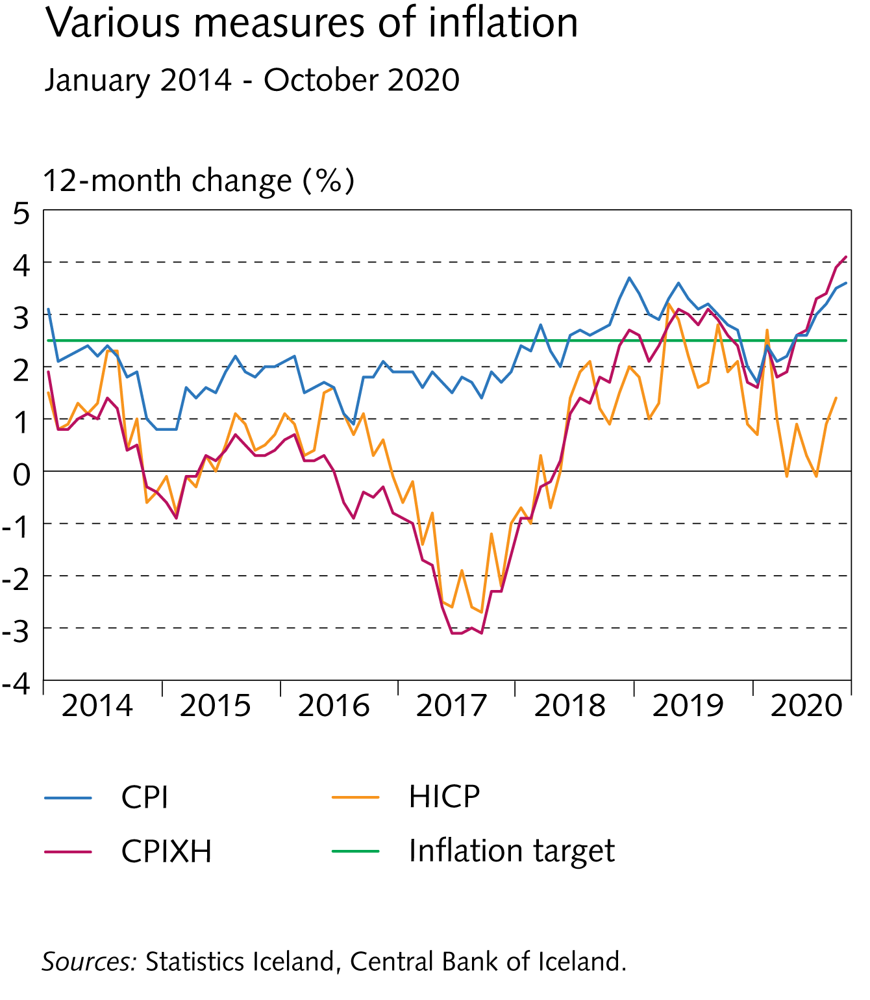 Various measures of inflation
January 2014 - October 2020
12-month change (%)
5
4
3
2
1
0
-1
-2
-3
-4
2014 2015 2016 2017 2018 2019 2020
CPI HICP
CPIXH Inflation target
Sources: Statistics Iceland, Central Bank of Iceland.